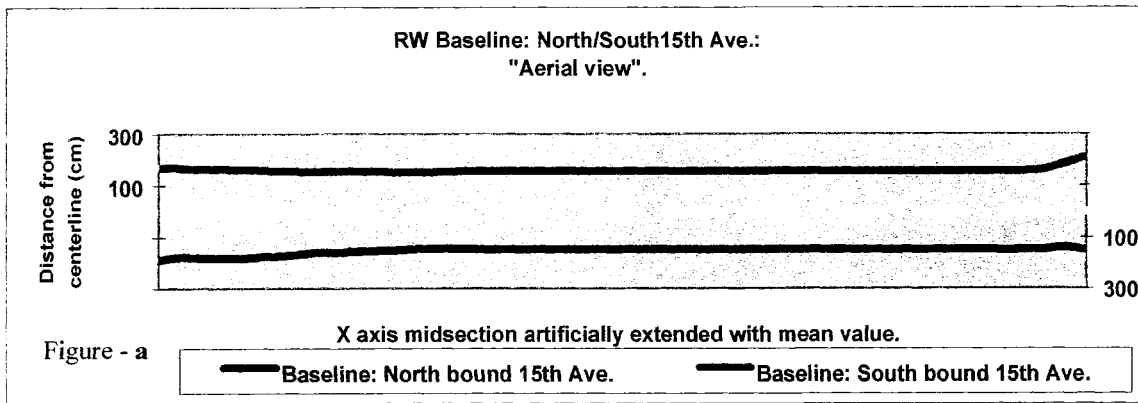 RW Baseline: North/South15th Ave.:
"Aerial view".
Distance from
centerline (cm)
300
100
100
300
X axis midsection artificially extended with mean value.
Figure - a
Baseline: North bound 15th Ave.
Baseline: South bound 15th Ave.